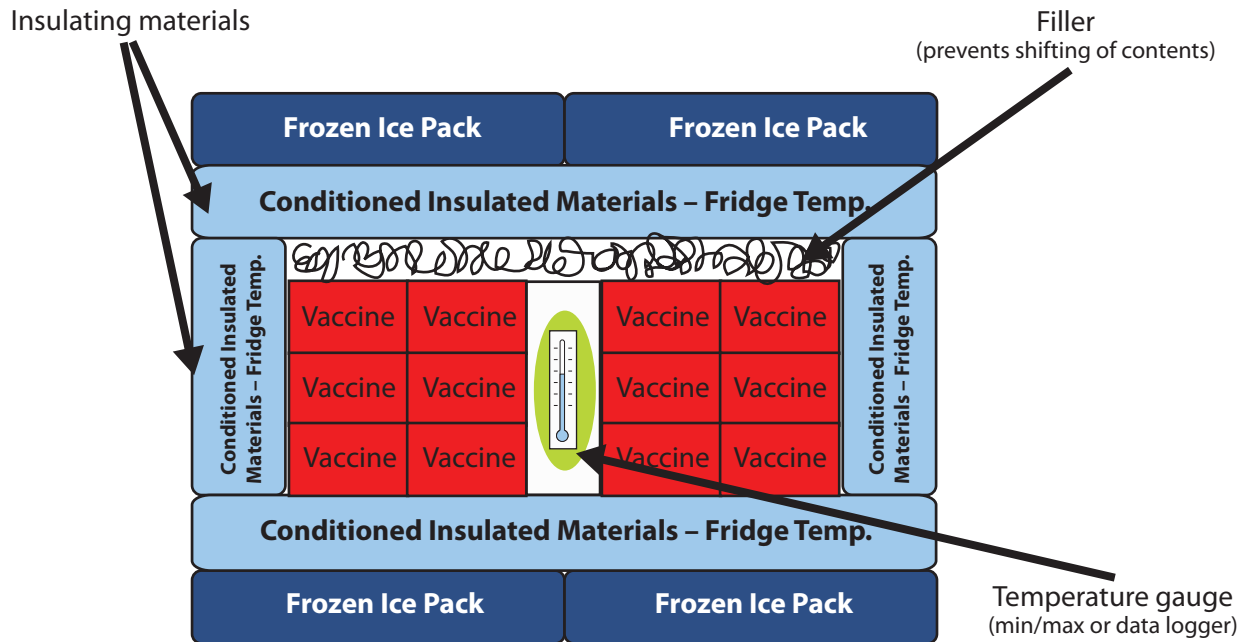 Insulating materials
Filler
(prevents shifting of contents)
Frozen Ice Pack
Frozen Ice Pack
Conditioned Insulated Materials – Fridge Temp.
Conditioned Insulated
Materials – Fridge Temp.
Vaccine Vaccine Vaccine Vaccine
Vaccine Vaccine Vaccine Vaccine
Vaccine Vaccine Vaccine Vaccine
Conditioned Insulated
Materials – Fridge Temp.
Conditioned Insulated Materials – Fridge Temp.
Frozen Ice Pack
Frozen Ice Pack
Temperature gauge
(min/max or data logger)